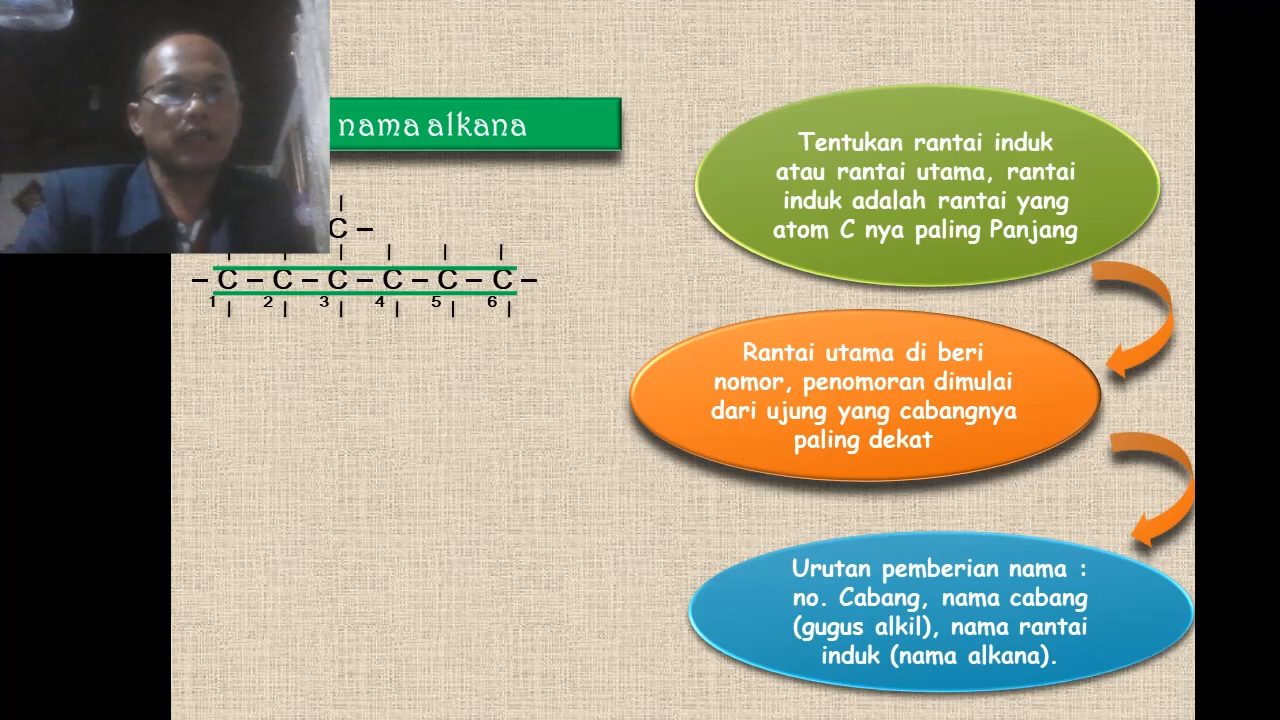 nama alkana
C –
– C – C – C – C – C – C –
1 2 3 4 5 6
Tentukan rantai induk
atau rantai utama, rantai
induk adalah rantai yang
atom C nya paling Panjang
Rantai utama di beri
nomor, penomoran dimulai
dari ujung yang cabangnya
paling dekat
Urutan pemberian nama :
no. Cabang, nama cabang
(gugus alkil), nama rantai
induk (nama alkana).